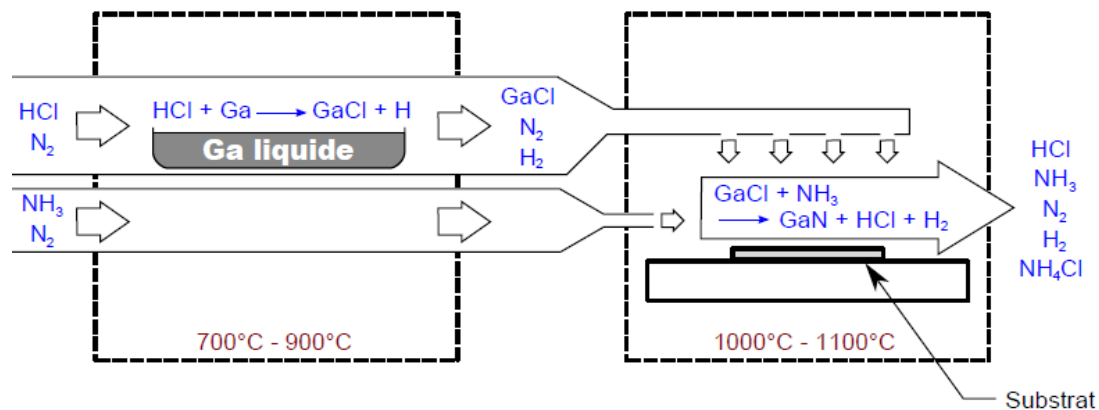 HCl
N₂
HCl + Ga ⟶ GaCl + H
Ga liquide
GaCl
N₂
H₂
NH₃
N₂
GaCl + NH₃
⟶ GaN + HCl + H₂
HCl
NH₃
N₂
H₂
NH₄Cl
700°C - 900°C
1000°C - 1100°C
Substrat